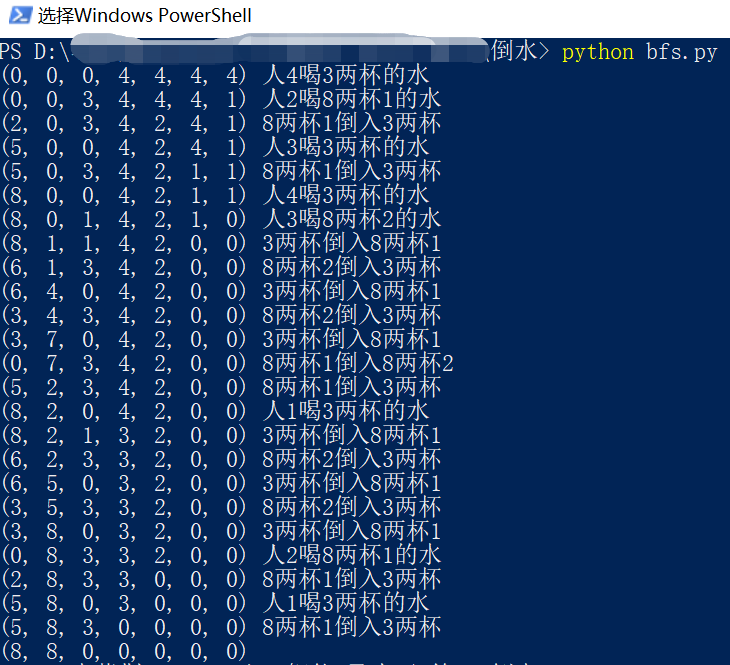 选择Windows PowerShell
PS D:\ \倒水> python bfs.py
(0, 0, 0, 4, 4, 4, 4) 人4喝3两杯的水
(0, 0, 3, 4, 4, 4, 1) 人2喝8两杯1的水
(2, 0, 3, 4, 2, 4, 1) 8两杯1倒入3两杯
(5, 0, 0, 4, 2, 4, 1) 人3喝3两杯的水
(5, 0, 3, 4, 2, 1, 1) 8两杯1倒入3两杯
(8, 0, 0, 4, 2, 1, 1) 人4喝3两杯的水
(8, 0, 1, 4, 2, 1, 0) 人3喝8两杯2的水
(8, 1, 1, 4, 2, 0, 0) 3两杯倒入8两杯1
(6, 1, 3, 4, 2, 0, 0) 8两杯2倒入3两杯
(6, 4, 0, 4, 2, 0, 0) 3两杯倒入8两杯1
(3, 4, 3, 4, 2, 0, 0) 8两杯2倒入3两杯
(3, 7, 0, 4, 2, 0, 0) 3两杯倒入8两杯1
(0, 7, 3, 4, 2, 0, 0) 8两杯1倒入8两杯2
(5, 2, 3, 4, 2, 0, 0) 8两杯1倒入3两杯
(8, 2, 0, 4, 2, 0, 0) 人1喝3两杯的水
(8, 2, 1, 3, 2, 0, 0) 3两杯倒入8两杯1
(6, 2, 3, 3, 2, 0, 0) 8两杯2倒入3两杯
(6, 5, 0, 3, 2, 0, 0) 3两杯倒入8两杯1
(3, 5, 3, 3, 2, 0, 0) 8两杯2倒入3两杯
(3, 8, 0, 3, 2, 0, 0) 3两杯倒入8两杯1
(0, 8, 3, 3, 2, 0, 0) 人2喝8两杯1的水
(2, 8, 3, 3, 0, 0, 0) 8两杯1倒入3两杯
(5, 8, 0, 3, 0, 0, 0) 人1喝3两杯的水
(5, 8, 3, 0, 0, 0, 0) 8两杯1倒入3两杯
(8, 8, 0, 0, 0, 0, 0)